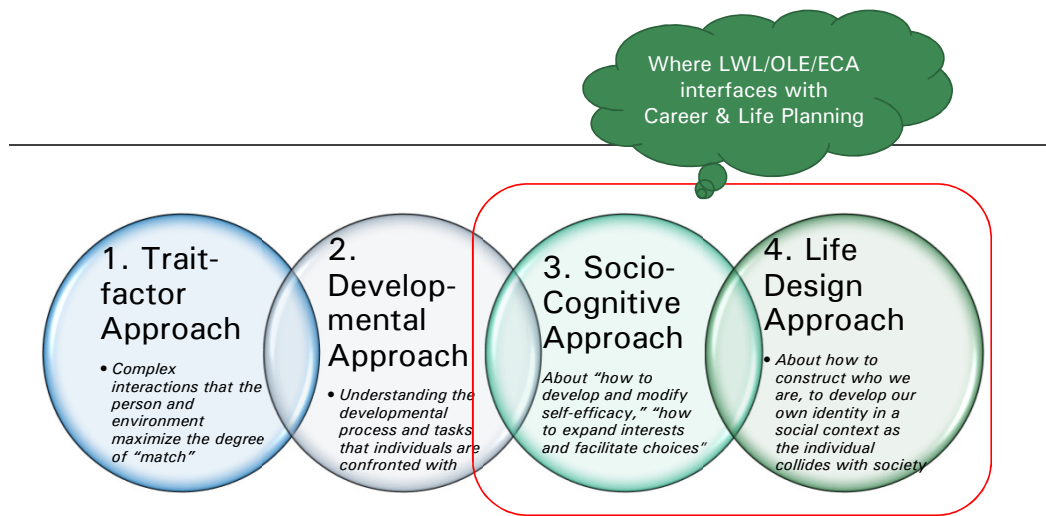 Where LWL/OLE/ECA
interfaces with
Career & Life Planning
1. Trait-
factor
Approach
• Complex
interactions that the
person and
environment
maximize the degree
of “match”
2.
Develop-
mental
Approach
• Understanding the
developmental
process and tasks
that individuals are
confronted with
3. Socio-
Cognitive
Approach
About “how to
develop and modify
self-efficacy,” “how
to expand interests
and facilitate choices”
4. Life
Design
Approach
• About how to
construct who we
are, to develop our
own identity in a
social context as
the individual
collides with society